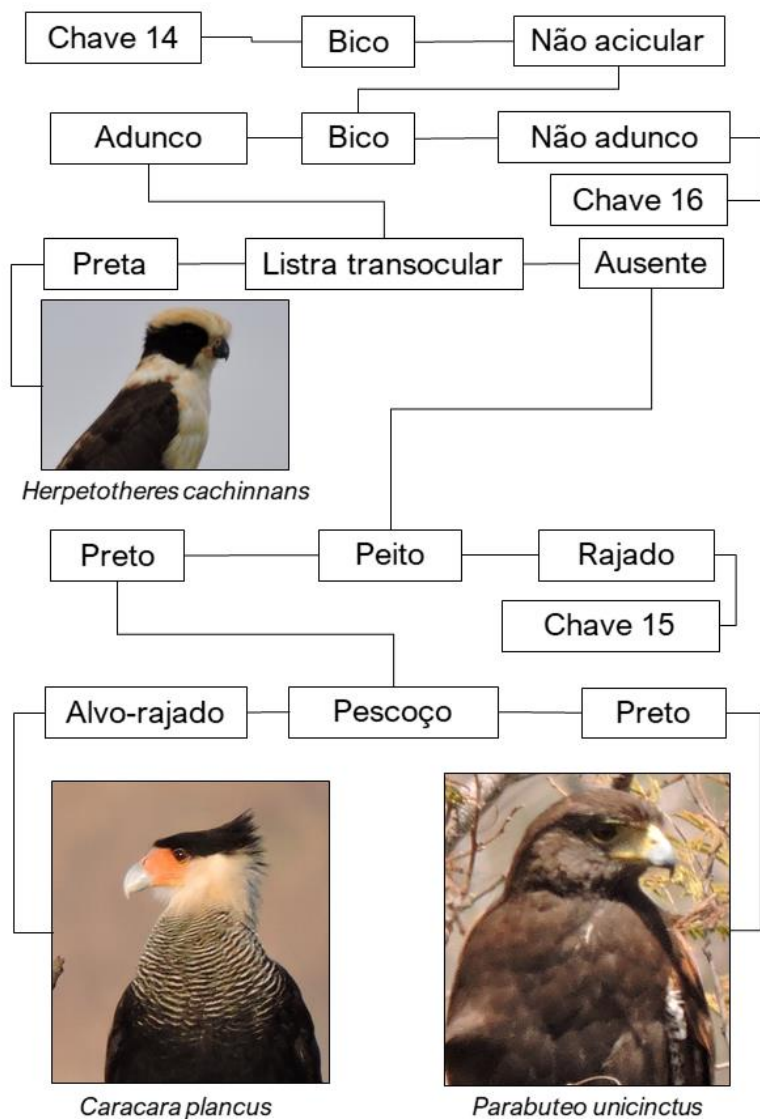 Chave 14
Bico
Não acicular
Adunco
Bico
Não adunco
Chave 16
Preta
Listra transocular
Ausente
Herpetotheres cachinnans
Preto
Peito
Rajado
Chave 15
Alvo-rajado
Pescoço
Preto
Caracara plancus
Parabuteo unicinctus